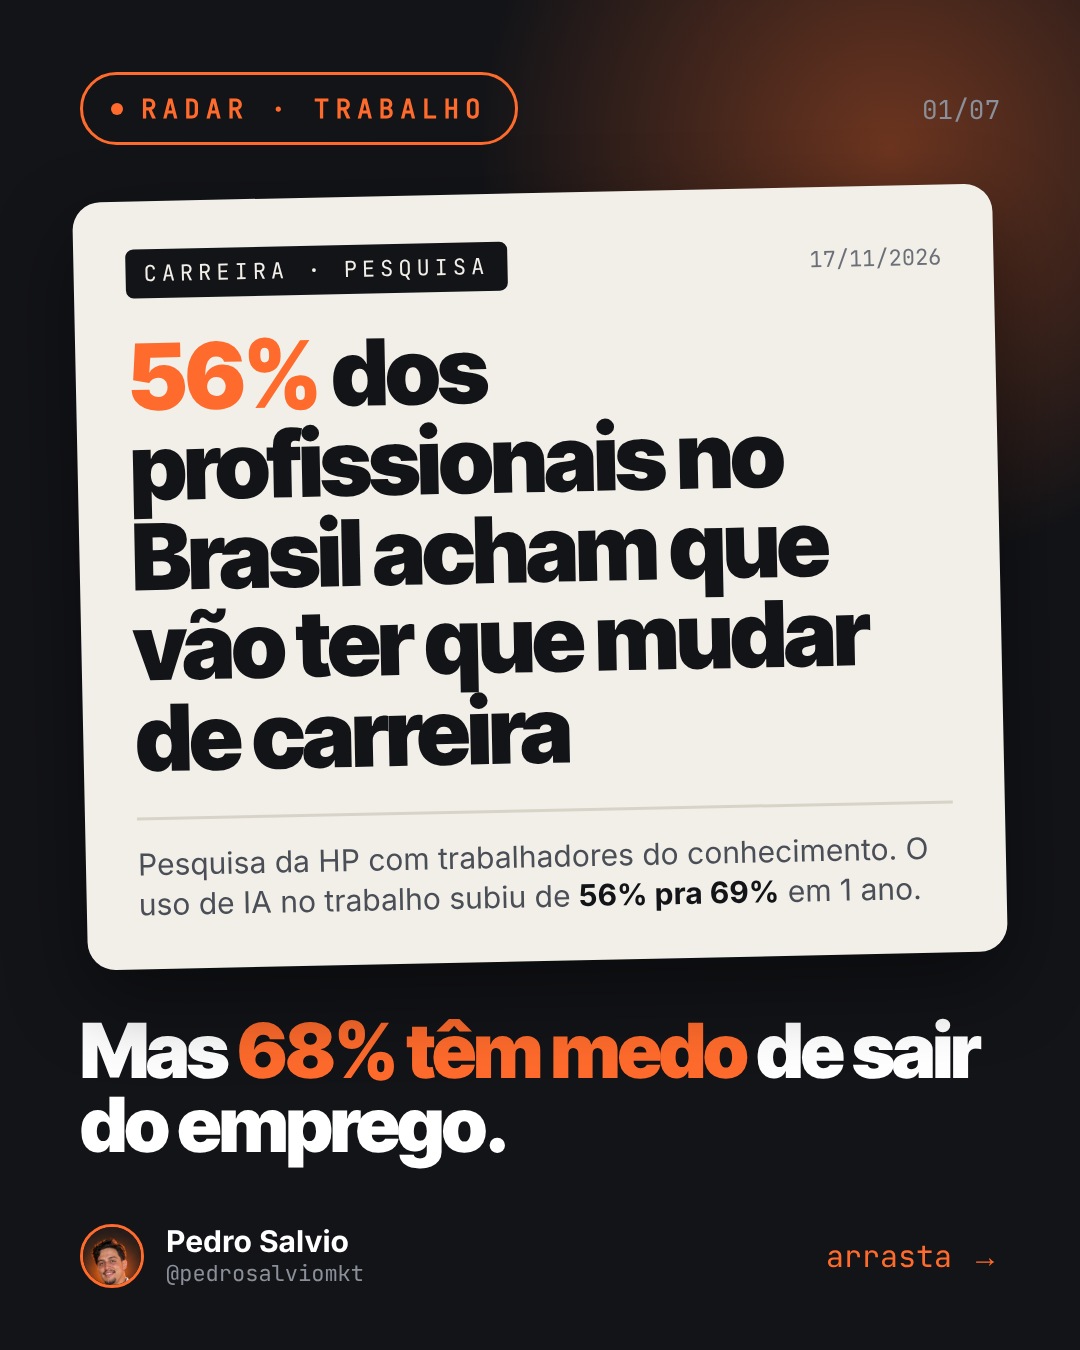 • RADAR · TRABALHO
01/07
CARREIRA · PESQUISA
17/11/2026
56% dos
profissionais no
Brasil acham que
vão ter que mudar
de carreira
Pesquisa da HP com trabalhadores do conhecimento. O
uso de IA no trabalho subiu de 56% pra 69% em 1 ano.
Mas 68% têm medo de sair
do emprego.
Pedro Salvio
@pedrosalviomkt
arrasta →